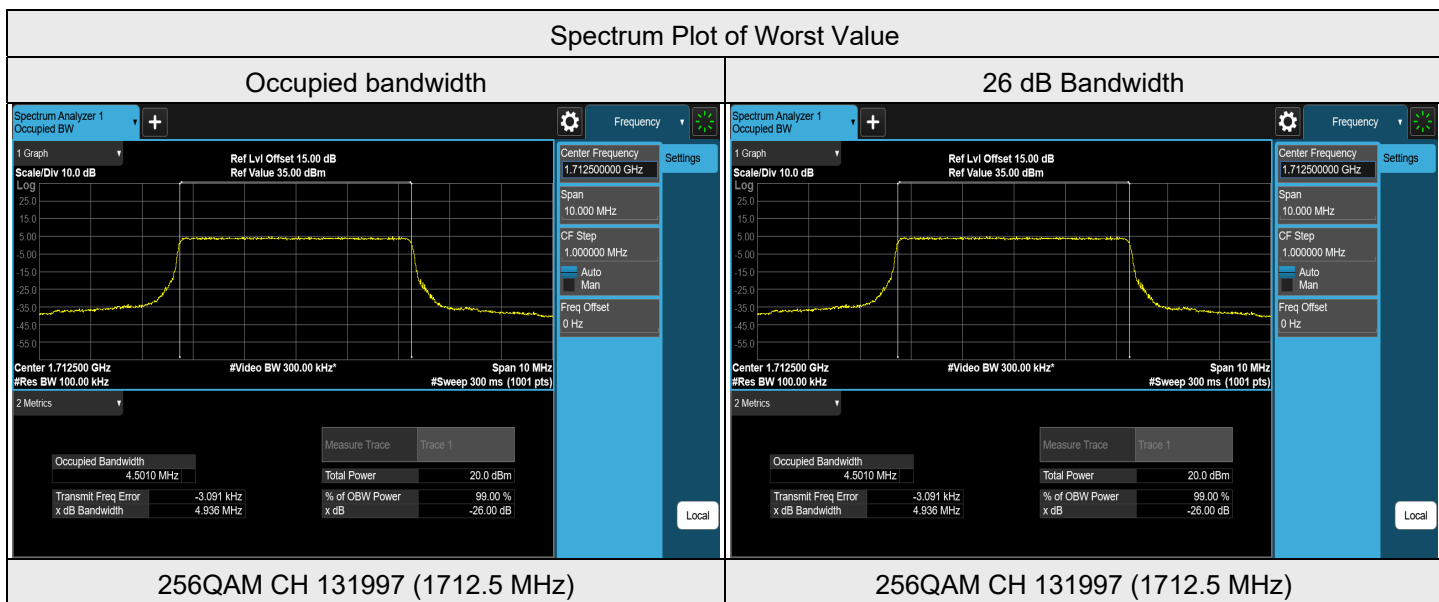 Spectrum Plot of Worst Value
Occupied bandwidth
26 dB Bandwidth
Spectrum Analyzer 1
Occupied BW
+
Frequency
1 Graph
Scale/Div 10.0 dB
Ref Lvl Offset 15.00 dB
Ref Value 35.00 dBm
Log
25.0
15.0
5.00
-5.00
-15.0
-25.0
-35.0
-45.0
-55.0
Center 1.712500 GHz
#Res BW 100.00 kHz
#Video BW 300.00 kHz*
Span 10 MHz
#Sweep 300 ms (1001 pts)
Center Frequency
1.712500000 GHz
Settings
Span
10.000 MHz
CF Step
1.000000 MHz
Auto
Man
Freq Offset
0 Hz
2 Metrics
Measure Trace Trace 1
Occupied Bandwidth
4.5010 MHz
Total Power 20.0 dBm
Transmit Freq Error -3.091 kHz
% of OBW Power 99.00 %
x dB Bandwidth 4.936 MHz
x dB -26.00 dB
Local
Spectrum Analyzer 1
Occupied BW
+
Frequency
1 Graph
Scale/Div 10.0 dB
Ref Lvl Offset 15.00 dB
Ref Value 35.00 dBm
Log
25.0
15.0
5.00
-5.00
-15.0
-25.0
-35.0
-45.0
-55.0
Center 1.712500 GHz
#Res BW 100.00 kHz
#Video BW 300.00 kHz*
Span 10 MHz
#Sweep 300 ms (1001 pts)
Center Frequency
1.712500000 GHz
Settings
Span
10.000 MHz
CF Step
1.000000 MHz
Auto
Man
Freq Offset
0 Hz
2 Metrics
Measure Trace Trace 1
Occupied Bandwidth
4.5010 MHz
Total Power 20.0 dBm
Transmit Freq Error -3.091 kHz
% of OBW Power 99.00 %
x dB Bandwidth 4.936 MHz
x dB -26.00 dB
Local
256QAM CH 131997 (1712.5 MHz)
256QAM CH 131997 (1712.5 MHz)